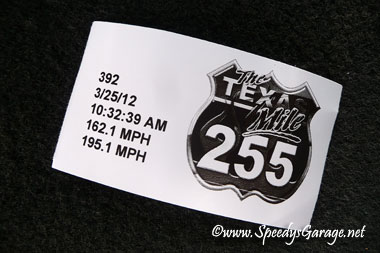 392
3/25/12
10:32:39 AM
162.1 MPH
195.1 MPH
The
TEXAS
Mile
255
©www.SpeedysGarage.net